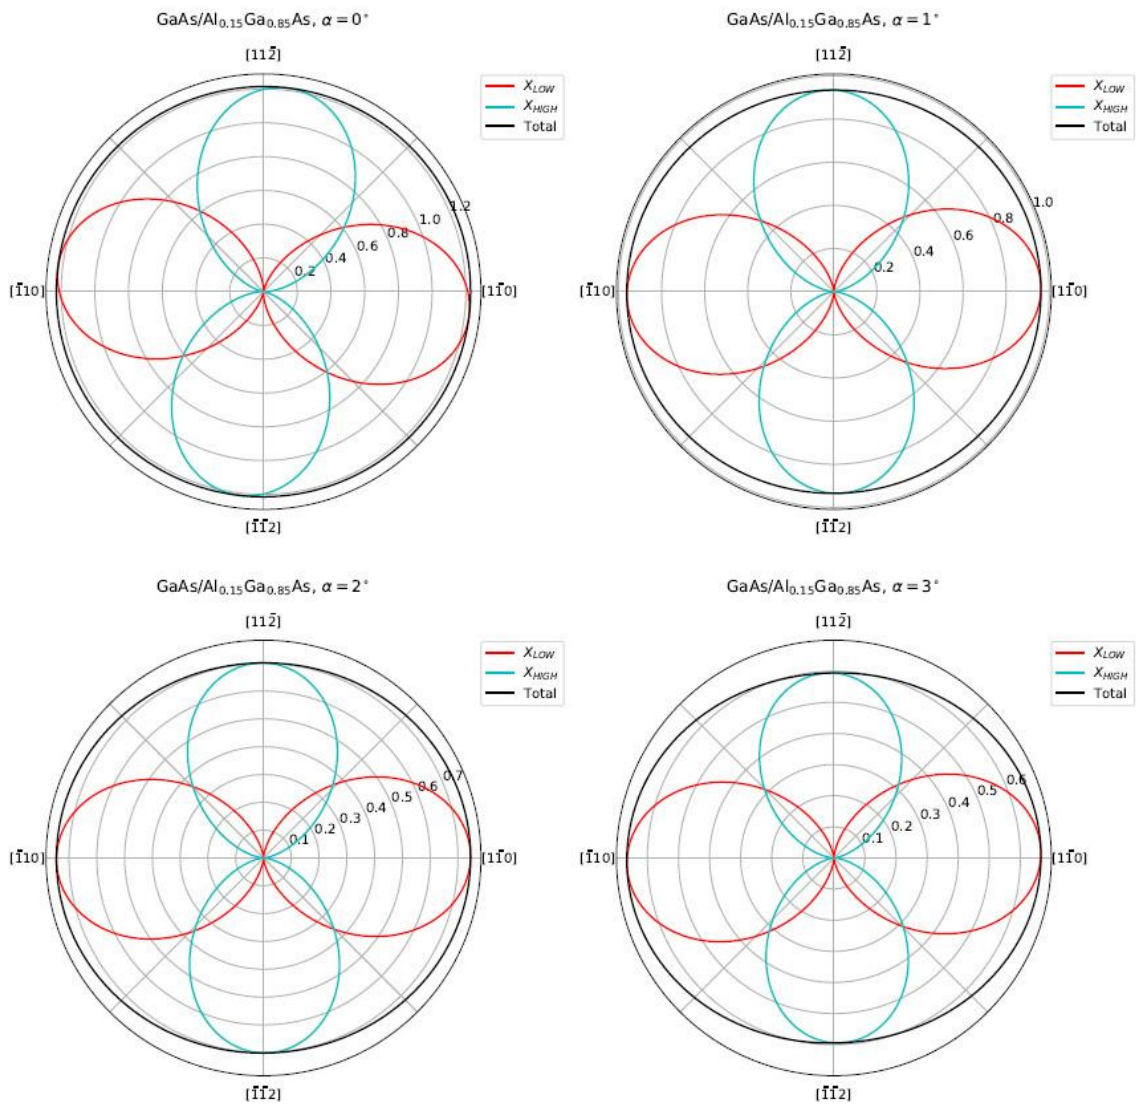 GaAs/Al₀.₁₅Ga₀.₈₅As, α = 0°
[112̄]
X_LOW
X_HIGH
Total
1.2
1.0
0.8
0.6
0.4
0.2
[1̄10]
[11̄0]
[1̄1̄2]
GaAs/Al₀.₁₅Ga₀.₈₅As, α = 1°
[112̄]
X_LOW
X_HIGH
Total
1.0
0.8
0.6
0.4
0.2
[1̄10]
[11̄0]
[1̄1̄2]
GaAs/Al₀.₁₅Ga₀.₈₅As, α = 2°
[112̄]
X_LOW
X_HIGH
Total
0.7
0.6
0.5
0.4
0.3
0.2
0.1
[1̄10]
[11̄0]
[1̄1̄2]
GaAs/Al₀.₁₅Ga₀.₈₅As, α = 3°
[112̄]
X_LOW
X_HIGH
Total
0.6
0.5
0.4
0.3
0.2
0.1
[1̄10]
[11̄0]
[1̄1̄2]